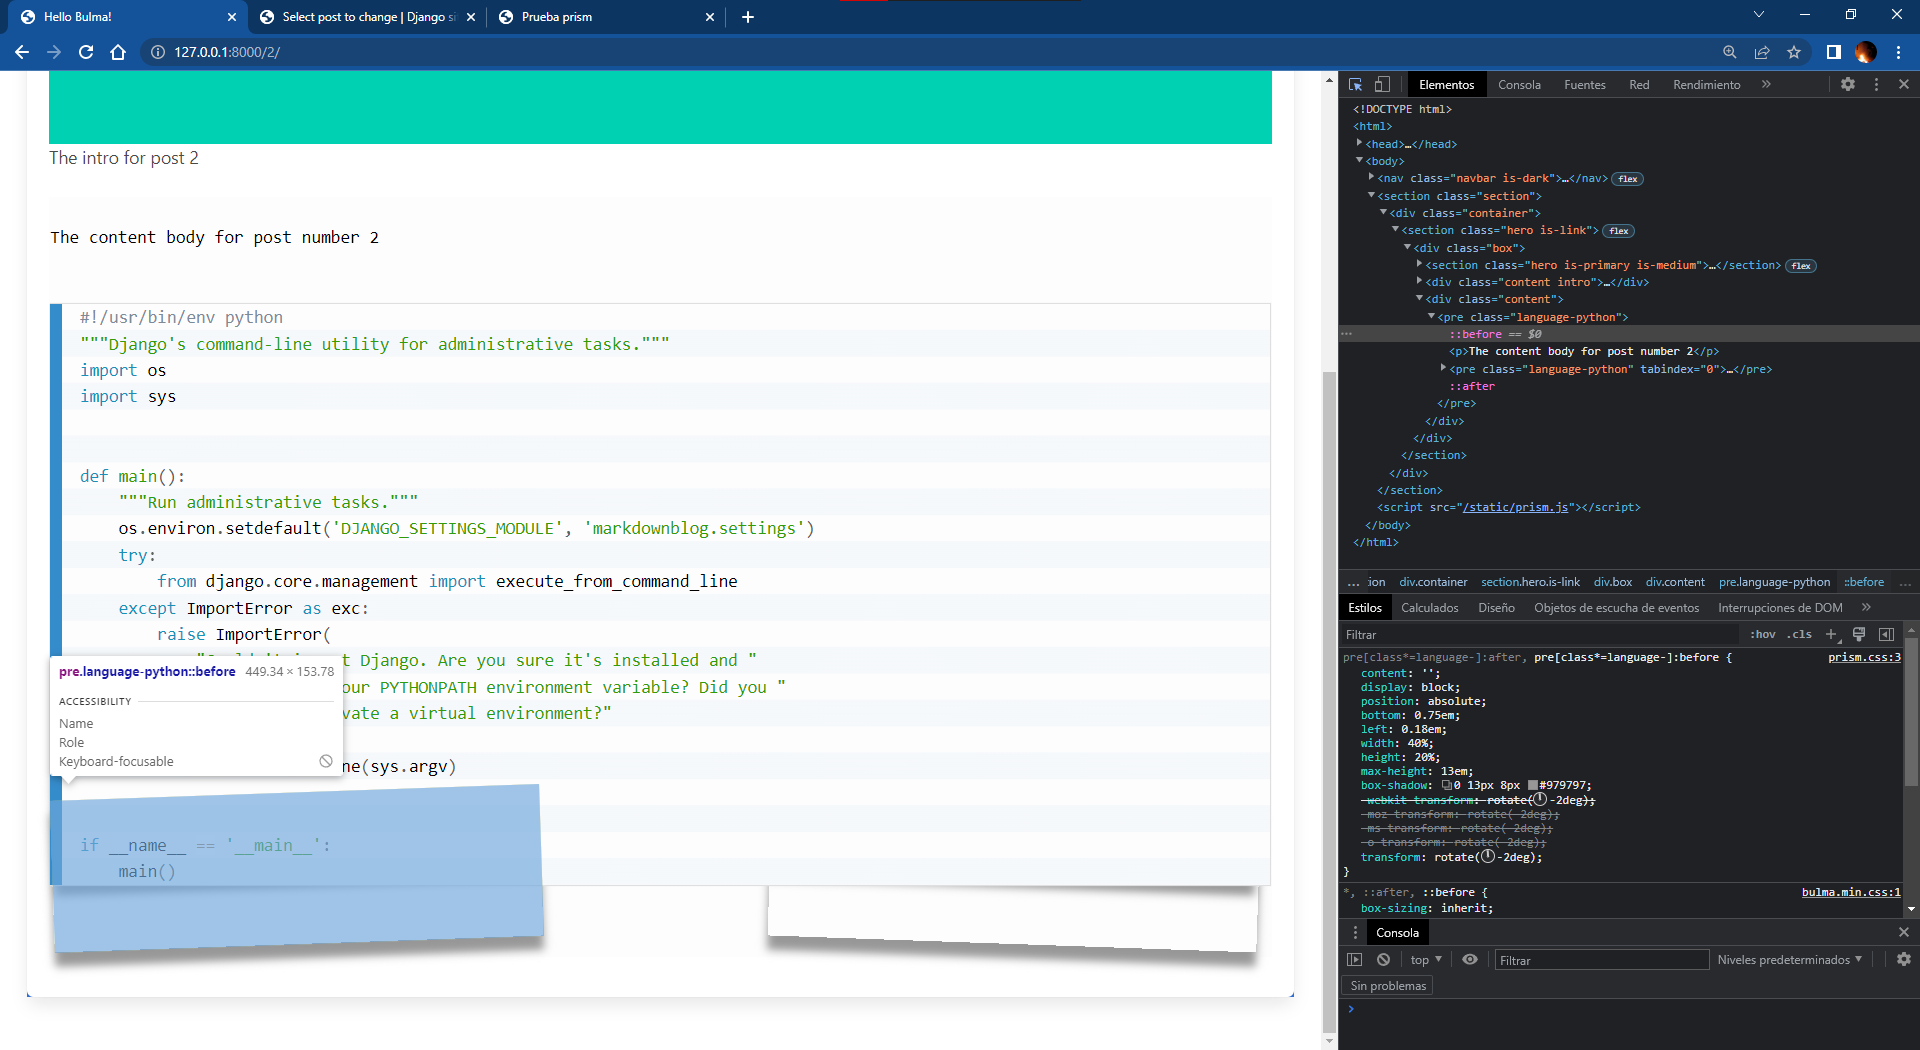 Hello Bulma!
Select post to change | Django si
Prueba prism
127.0.0.1:8000/2/
The intro for post 2
The content body for post number 2
#!/usr/bin/env python
"""Django's command-line utility for administrative tasks."""
import os
import sys
def main():
"""Run administrative tasks."""
os.environ.setdefault('DJANGO_SETTINGS_MODULE', 'markdownblog.settings')
try:
from django.core.management import execute_from_command_line
except ImportError as exc:
raise ImportError(
t Django. Are you sure it's installed and "
our PYTHONPATH environment variable? Did you "
vate a virtual environment?"
ne(sys.argv)
if __name__ == '__main__':
main()
pre.language-python::before 449.34 × 153.78
ACCESSIBILITY
Name
Role
Keyboard-focusable
Elementos Consola Fuentes Red Rendimiento »
<!DOCTYPE html>
<html>
<head>…</head>
<body>
<nav class="navbar is-dark">…</nav> flex
<section class="section">
<div class="container">
<section class="hero is-link"> flex
<div class="box">
<section class="hero is-primary is-medium">…</section> flex
<div class="content intro">…</div>
<div class="content">
<pre class="language-python">
… ::before == $0
<p>The content body for post number 2</p>
<pre class="language-python" tabindex="0">…</pre>
::after
</pre>
</div>
</div>
</section>
</div>
</section>
<script src="/static/prism.js"></script>
</body>
</html>
… :ion div.container section.hero.is-link div.box div.content pre.language-python ::before …
Estilos Calculados Diseño Objetos de escucha de eventos Interrupciones de DOM »
Filtrar :hov .cls +
pre[class*=language-]:after, pre[class*=language-]:before { prism.css:3
content: '';
display: block;
position: absolute;
bottom: 0.75em;
left: 0.18em;
width: 40%;
height: 20%;
max-height: 13em;
box-shadow: 0 13px 8px #979797;
-webkit-transform: rotate(-2deg);
-moz-transform: rotate(-2deg);
-ms-transform: rotate(-2deg);
-o-transform: rotate(-2deg);
transform: rotate(-2deg);
}
*, ::after, ::before { bulma.min.css:1
box-sizing: inherit;
Consola
top Filtrar Niveles predeterminados
Sin problemas